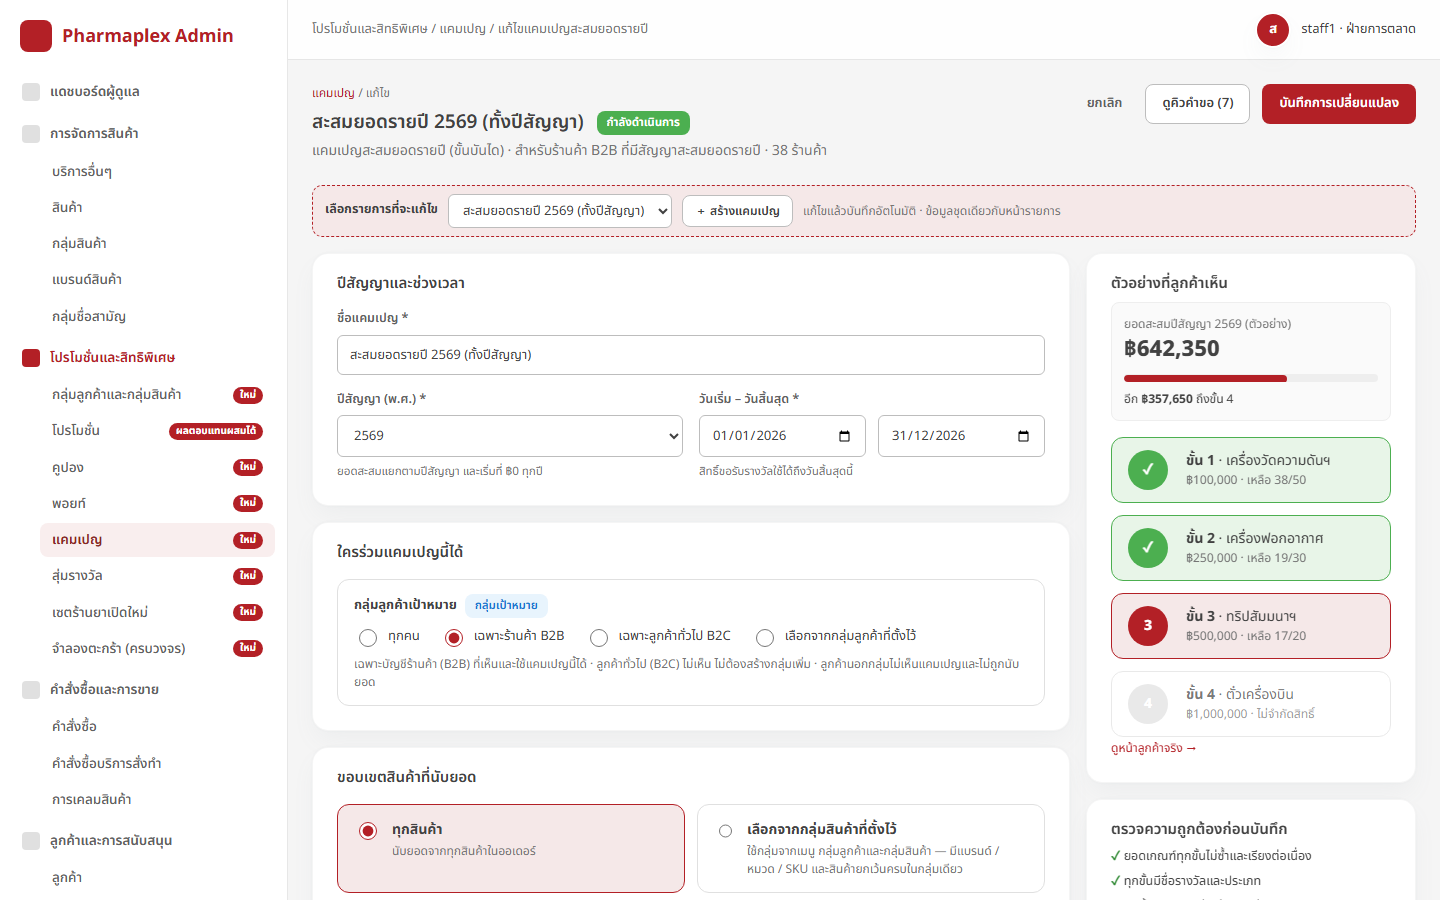 Pharmaplex Admin
แดชบอร์ดผู้ดูแล
การจัดการสินค้า
บริการอื่นๆ
สินค้า
กลุ่มสินค้า
แบรนด์สินค้า
กลุ่มชื่อสามัญ
โปรโมชั่นและสิทธิพิเศษ
กลุ่มลูกค้าและกลุ่มสินค้า ใหม่
โปรโมชั่น ผลตอบแทนผสมได้
คูปอง ใหม่
พอยท์ ใหม่
แคมเปญ ใหม่
สุ่มรางวัล ใหม่
เซตร้านยาเปิดใหม่ ใหม่
จำลองตะกร้า (ครบวงจร) ใหม่
คำสั่งซื้อและการขาย
คำสั่งซื้อ
คำสั่งซื้อบริการสั่งทำ
การเคลมสินค้า
ลูกค้าและการสนับสนุน
ลูกค้า
โปรโมชั่นและสิทธิพิเศษ / แคมเปญ / แก้ไขแคมเปญสะสมยอดรายปี
ส staff1 · ฝ่ายการตลาด
แคมเปญ / แก้ไข
สะสมยอดรายปี 2569 (ทั้งปีสัญญา) กำลังดำเนินการ
แคมเปญสะสมยอดรายปี (ขั้นบันได) · สำหรับร้านค้า B2B ที่มีสัญญาสะสมยอดรายปี · 38 ร้านค้า
ยกเลิก ดูคิวคำขอ (7) บันทึกการเปลี่ยนแปลง
เลือกรายการที่จะแก้ไข สะสมยอดรายปี 2569 (ทั้งปีสัญญา) + สร้างแคมเปญ แก้ไขแล้วบันทึกอัตโนมัติ · ข้อมูลชุดเดียวกับหน้ารายการ
ปีสัญญาและช่วงเวลา
ชื่อแคมเปญ *
สะสมยอดรายปี 2569 (ทั้งปีสัญญา)
ปีสัญญา (พ.ศ.) * วันเริ่ม – วันสิ้นสุด *
2569 01/01/2026 31/12/2026
ยอดสะสมแยกตามปีสัญญา และเริ่มที่ ฿0 ทุกปี สิทธิ์ขอรับรางวัลใช้ได้ถึงวันสิ้นสุดนี้
ใครร่วมแคมเปญนี้ได้
กลุ่มลูกค้าเป้าหมาย กลุ่มเป้าหมาย
ทุกคน เฉพาะร้านค้า B2B เฉพาะลูกค้าทั่วไป B2C เลือกจากกลุ่มลูกค้าที่ตั้งไว้
เฉพาะบัญชีร้านค้า (B2B) ที่เห็นและใช้แคมเปญนี้ได้ · ลูกค้าทั่วไป (B2C) ไม่เห็น ไม่ต้องสร้างกลุ่มเพิ่ม · ลูกค้านอกกลุ่มไม่เห็นแคมเปญและไม่ถูกนับ
ยอด
ขอบเขตสินค้าที่นับยอด
ทุกสินค้า
นับยอดจากทุกสินค้าในออเดอร์
เลือกจากกลุ่มสินค้าที่ตั้งไว้
ใช้กลุ่มจากเมนู กลุ่มลูกค้าและกลุ่มสินค้า — มีแบรนด์ /
หมวด / SKU และสินค้ายกเว้นครบในกลุ่มเดียว
ตัวอย่างที่ลูกค้าเห็น
ยอดสะสมปีสัญญา 2569 (ตัวอย่าง)
฿642,350
อีก ฿357,650 ถึงขั้น 4
✓ ขั้น 1 · เครื่องวัดความดันฯ
฿100,000 · เหลือ 38/50
✓ ขั้น 2 · เครื่องฟอกอากาศ
฿250,000 · เหลือ 19/30
3 ขั้น 3 · ทริปสัมมนาฯ
฿500,000 · เหลือ 17/20
4 ขั้น 4 · ตั๋วเครื่องบิน
฿1,000,000 · ไม่จำกัดสิทธิ์
ดูหน้าลูกค้าจริง →
ตรวจความถูกต้องก่อนบันทึก
✓ ยอดเกณฑ์ทุกขั้นไม่ซ้ำและเรียงต่อเนื่อง
✓ ทุกขั้นมีชื่อรางวัลและประเภท